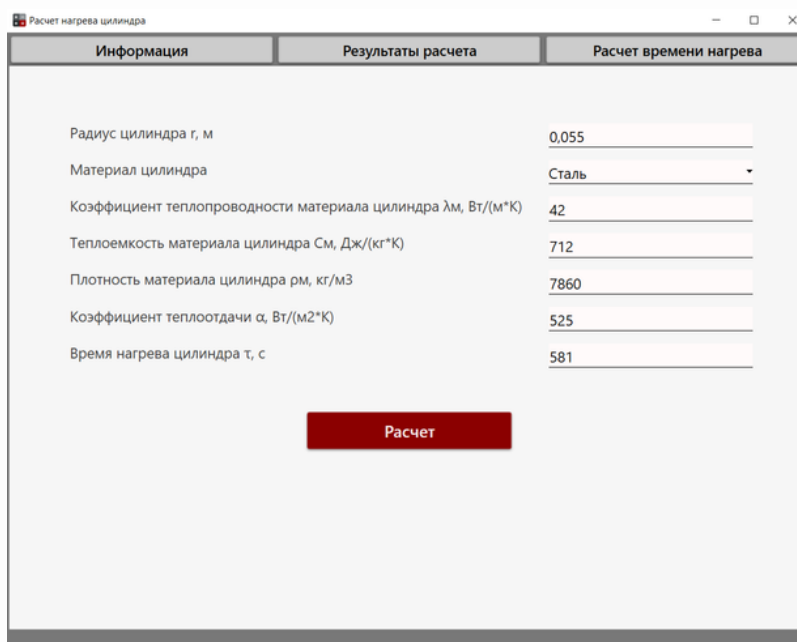 Расчет нагрева цилиндра
Информация Результаты расчета Расчет времени нагрева
Радиус цилиндра r, м 0,055
Материал цилиндра Сталь
Коэффициент теплопроводности материала цилиндра λм, Вт/(м*К) 42
Теплоемкость материала цилиндра См, Дж/(кг*К) 712
Плотность материала цилиндра ρм, кг/м3 7860
Коэффициент теплоотдачи α, Вт/(м2*К) 525
Время нагрева цилиндра τ, с 581
Расчет